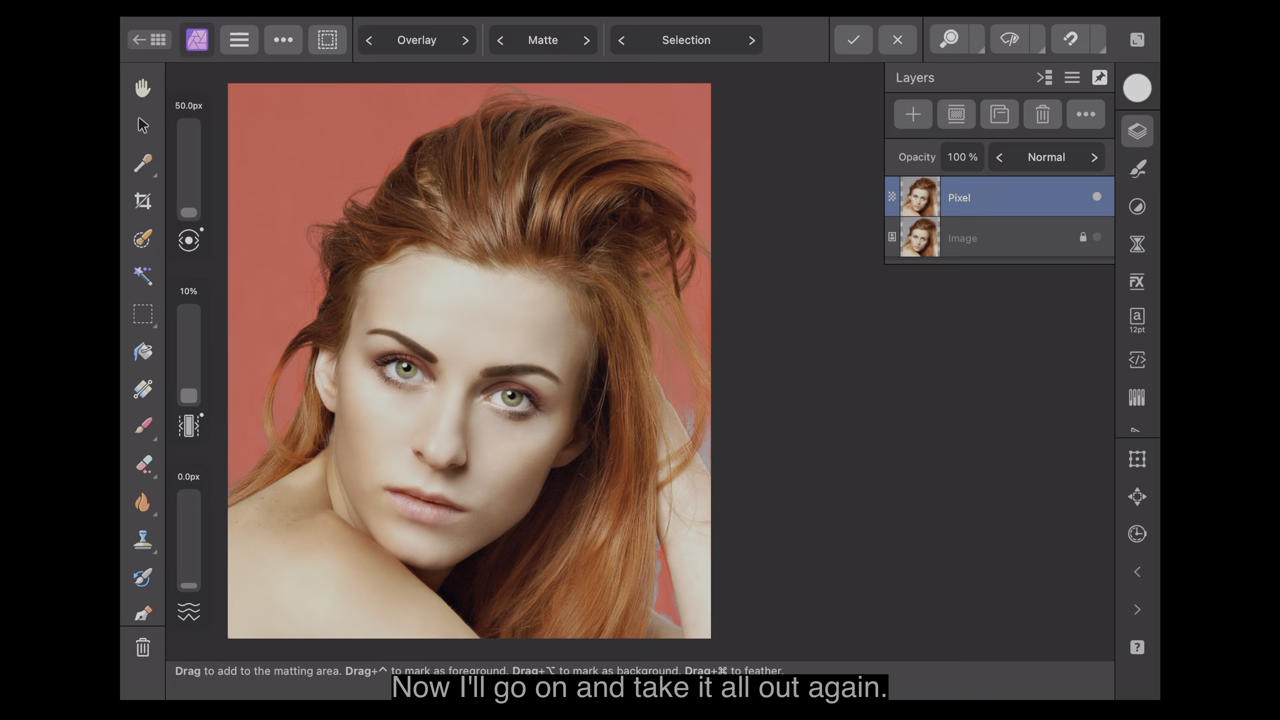 Overlay
Matte
Selection
Layers
50.0px
Opacity 100 % Normal
Pixel
Image
10%
a
12pt
0.0px
FX
?
Drag to add to the matting area. Drag+^ to mark as foreground. Drag+⌥ to mark as background. Drag+⌘ to feather.
Now I'll go on and take it all out again.